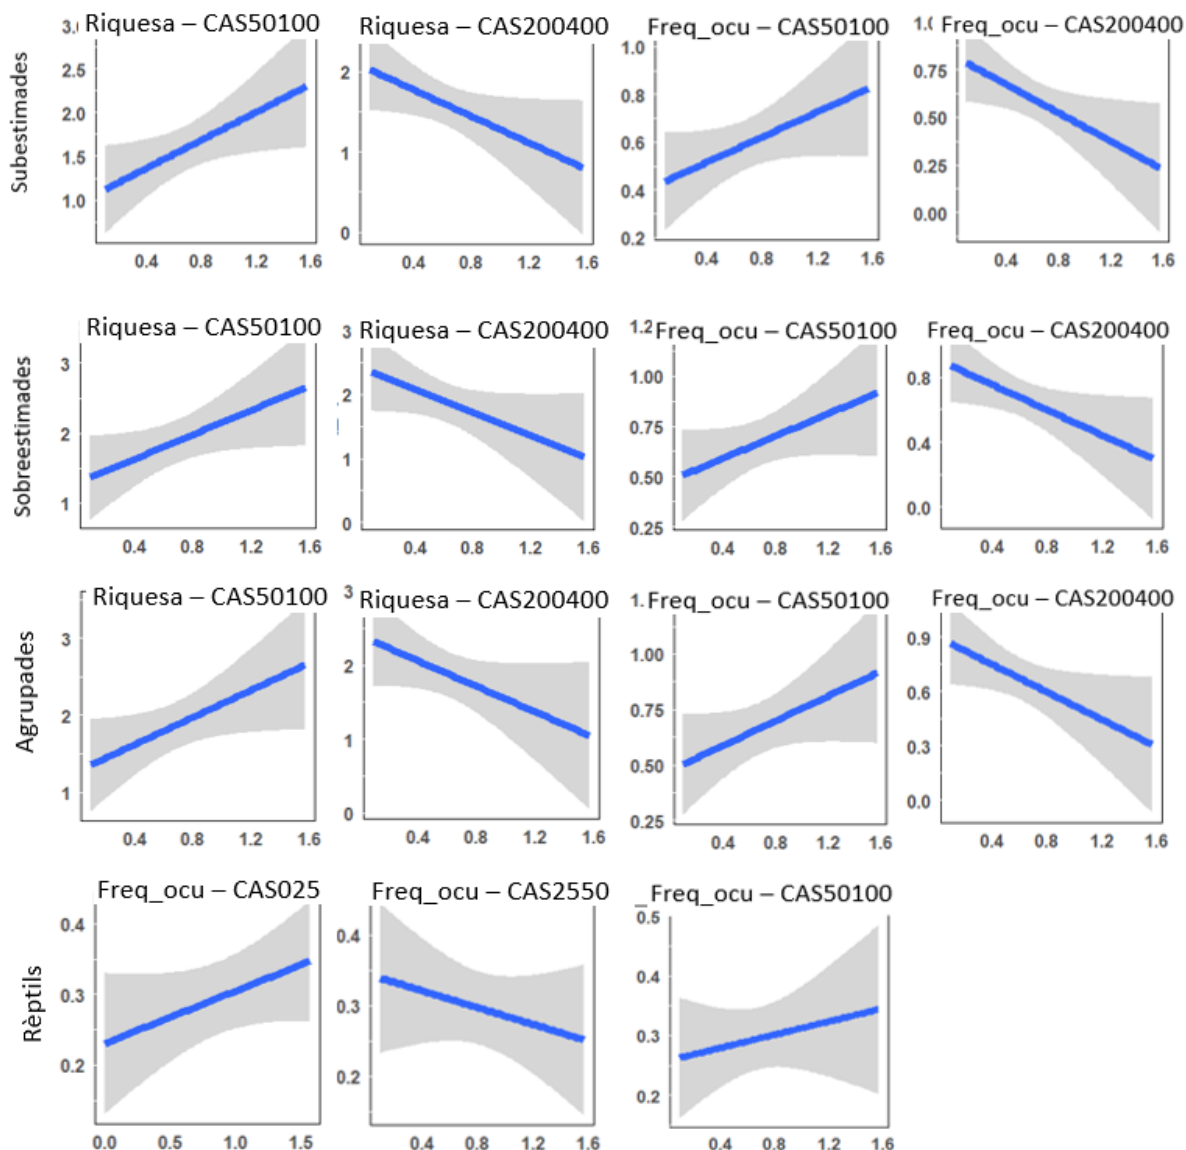 Subestimades
Riquesa – CAS50100
2.5
2.0
1.5
1.0
0.4 0.8 1.2 1.6
Riquesa – CAS200400
2
1
0
0.4 0.8 1.2 1.6
Freq_ocu – CAS50100
1.0
0.8
0.6
0.4
0.2
0.4 0.8 1.2 1.6
Freq_ocu – CAS200400
0.75
0.50
0.25
0.00
0.4 0.8 1.2 1.6
Sobreestimades
Riquesa – CAS50100
3
2
1
0.4 0.8 1.2 1.6
Riquesa – CAS200400
3
2
1
0
0.4 0.8 1.2 1.6
Freq_ocu – CAS50100
1.2
1.00
0.75
0.50
0.25
0.4 0.8 1.2 1.6
Freq_ocu – CAS200400
0.8
0.4
0.0
0.4 0.8 1.2 1.6
Agrupades
Riquesa – CAS50100
3
2
1
0.4 0.8 1.2 1.6
Riquesa – CAS200400
3
2
1
0
0.4 0.8 1.2 1.6
Freq_ocu – CAS50100
1.00
0.75
0.50
0.25
0.4 0.8 1.2 1.6
Freq_ocu – CAS200400
0.9
0.6
0.3
0.0
0.4 0.8 1.2 1.6
Rèptils
Freq_ocu – CAS025
0.4
0.3
0.2
0.0 0.5 1.0 1.5
Freq_ocu – CAS2550
0.4
0.3
0.2
0.4 0.8 1.2 1.6
_Freq_ocu – CAS50100
0.5
0.4
0.3
0.2
0.4 0.8 1.2 1.6